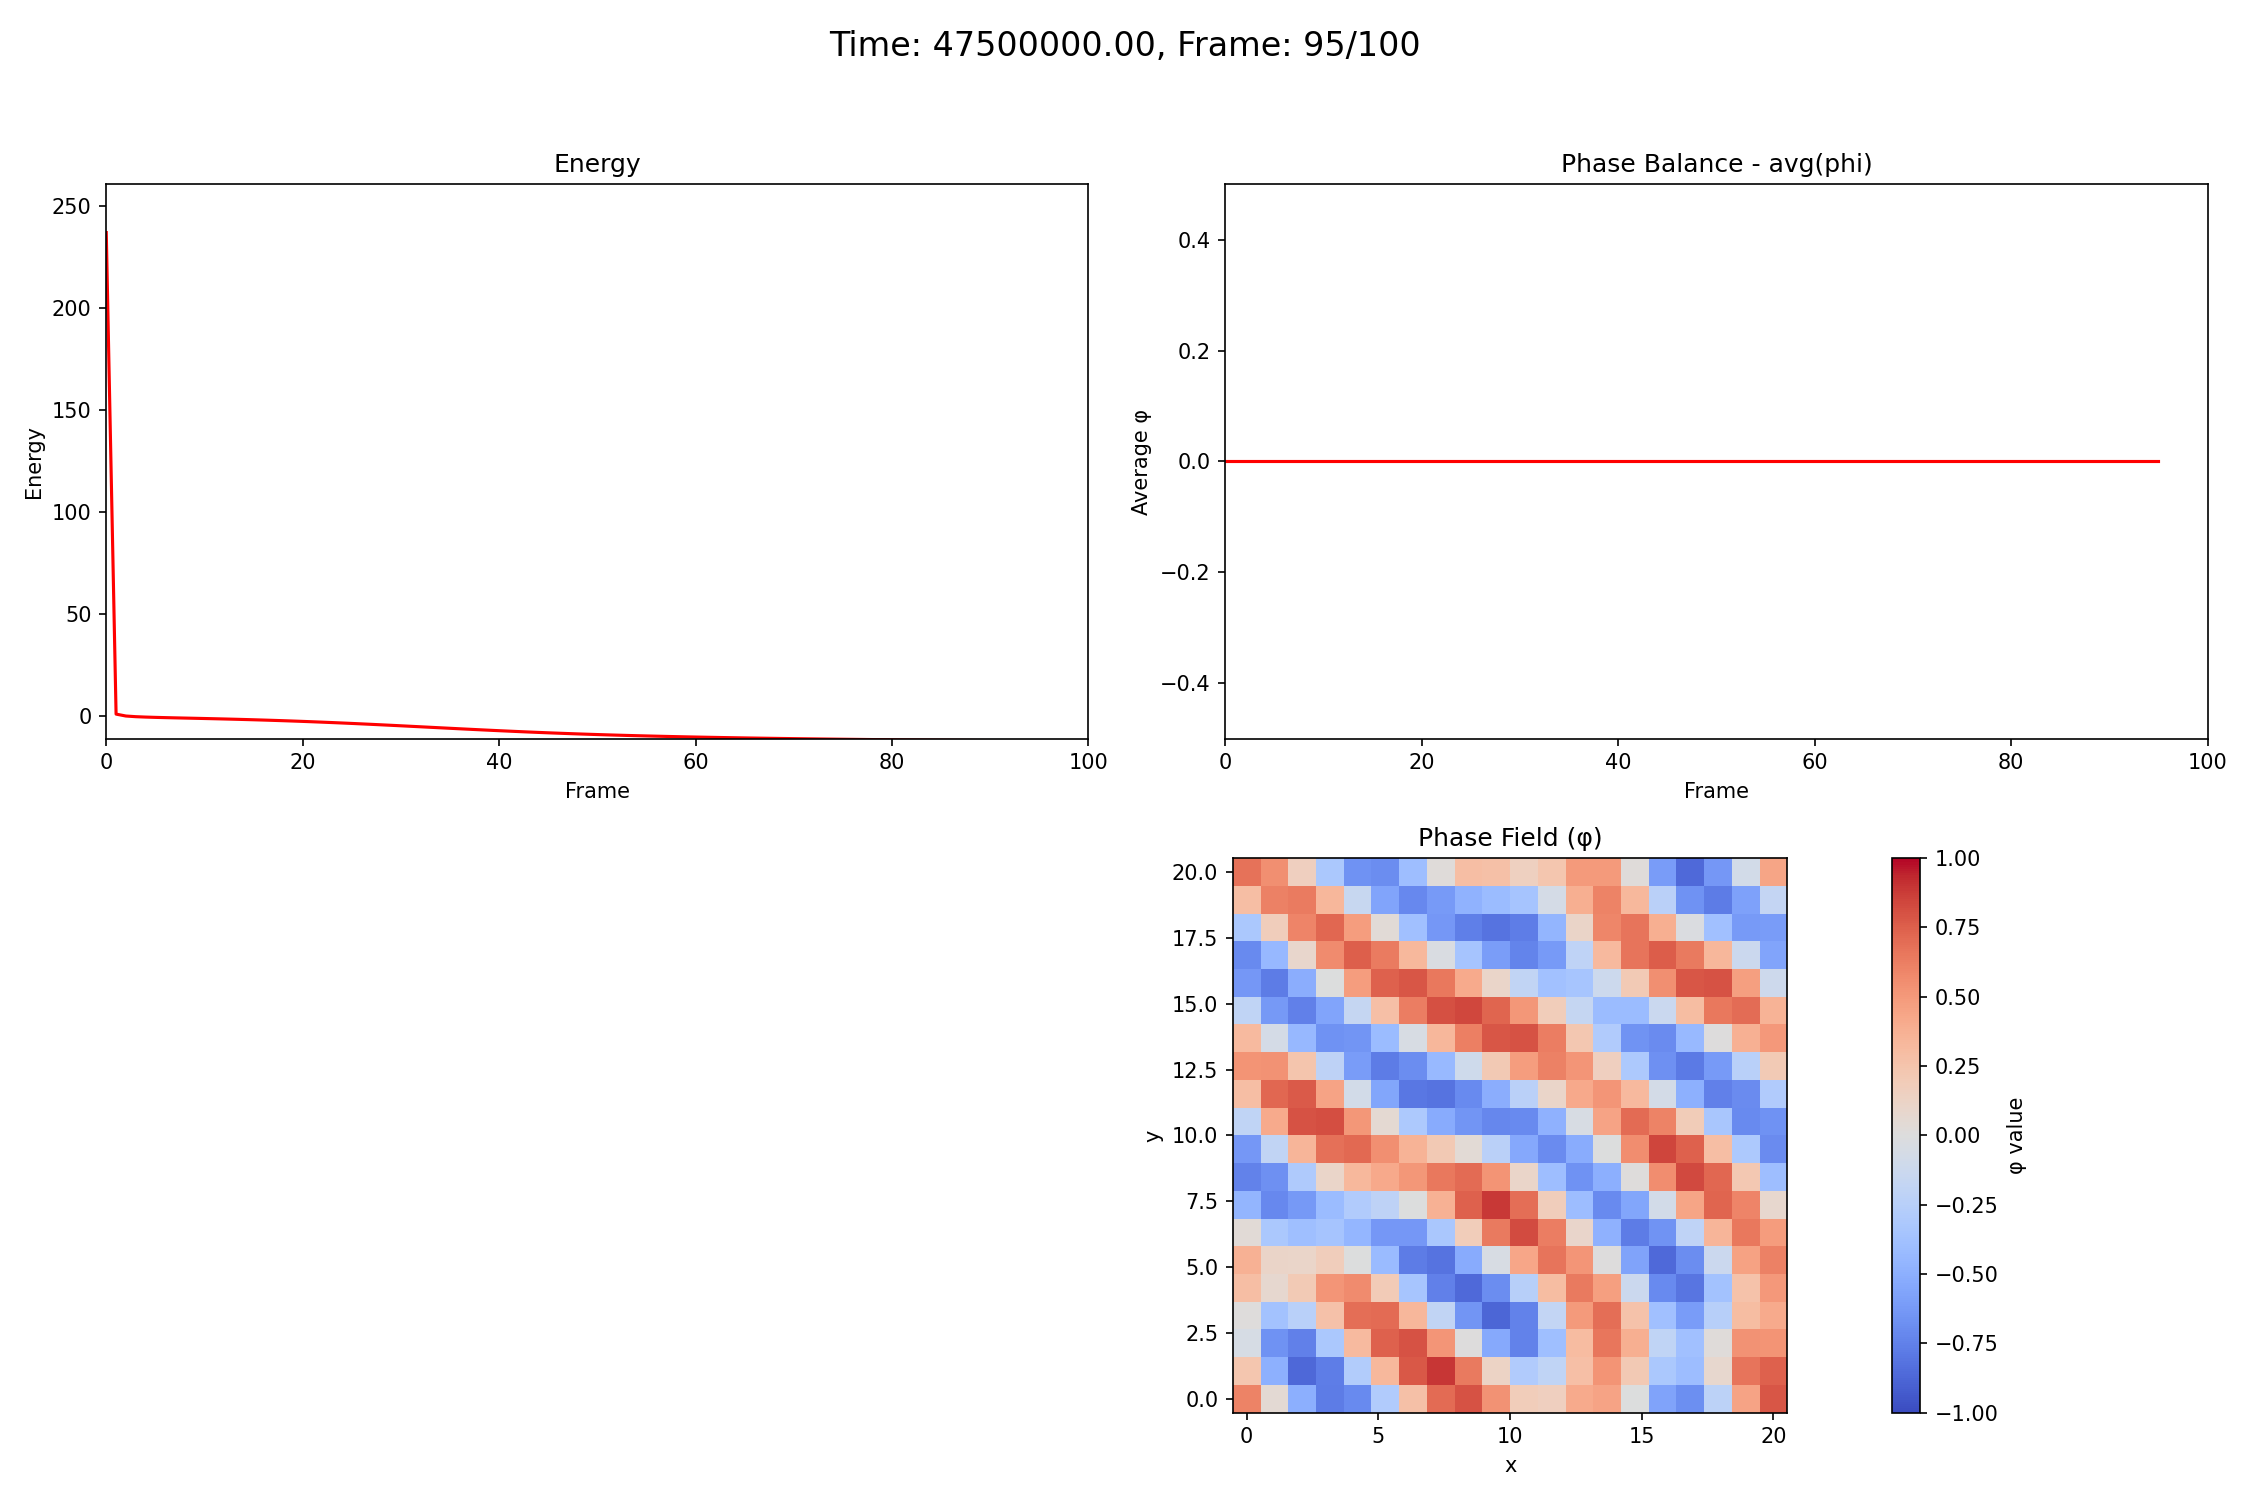 Time: 47500000.00, Frame: 95/100
Energy
250
200
150
100
50
0
Energy
0 20 40 60 80 100
Frame
Phase Balance - avg(phi)
0.4
0.2
0.0
−0.2
−0.4
Average φ
0 20 40 60 80 100
Frame
Phase Field (φ)
20.0
17.5
15.0
12.5
10.0
7.5
5.0
2.5
0.0
y
0 5 10 15 20
x
1.00
0.75
0.50
0.25
0.00
−0.25
−0.50
−0.75
−1.00
φ value